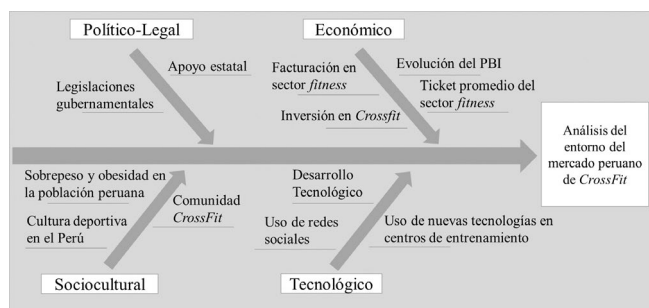 Político-Legal
Económico
Apoyo estatal
Legislaciones
gubernamentales
Evolución del PBI
Facturación en
sector fitness
Ticket promedio del
sector fitness
Inversión en Crossfit
Análisis del
entorno del
mercado peruano
de CrossFit
Sobrepeso y obesidad en
la población peruana
Comunidad
CrossFit
Cultura deportiva
en el Perú
Desarrollo
Tecnológico
Uso de redes
sociales
Uso de nuevas tecnologías en
centros de entrenamiento
Sociocultural
Tecnológico